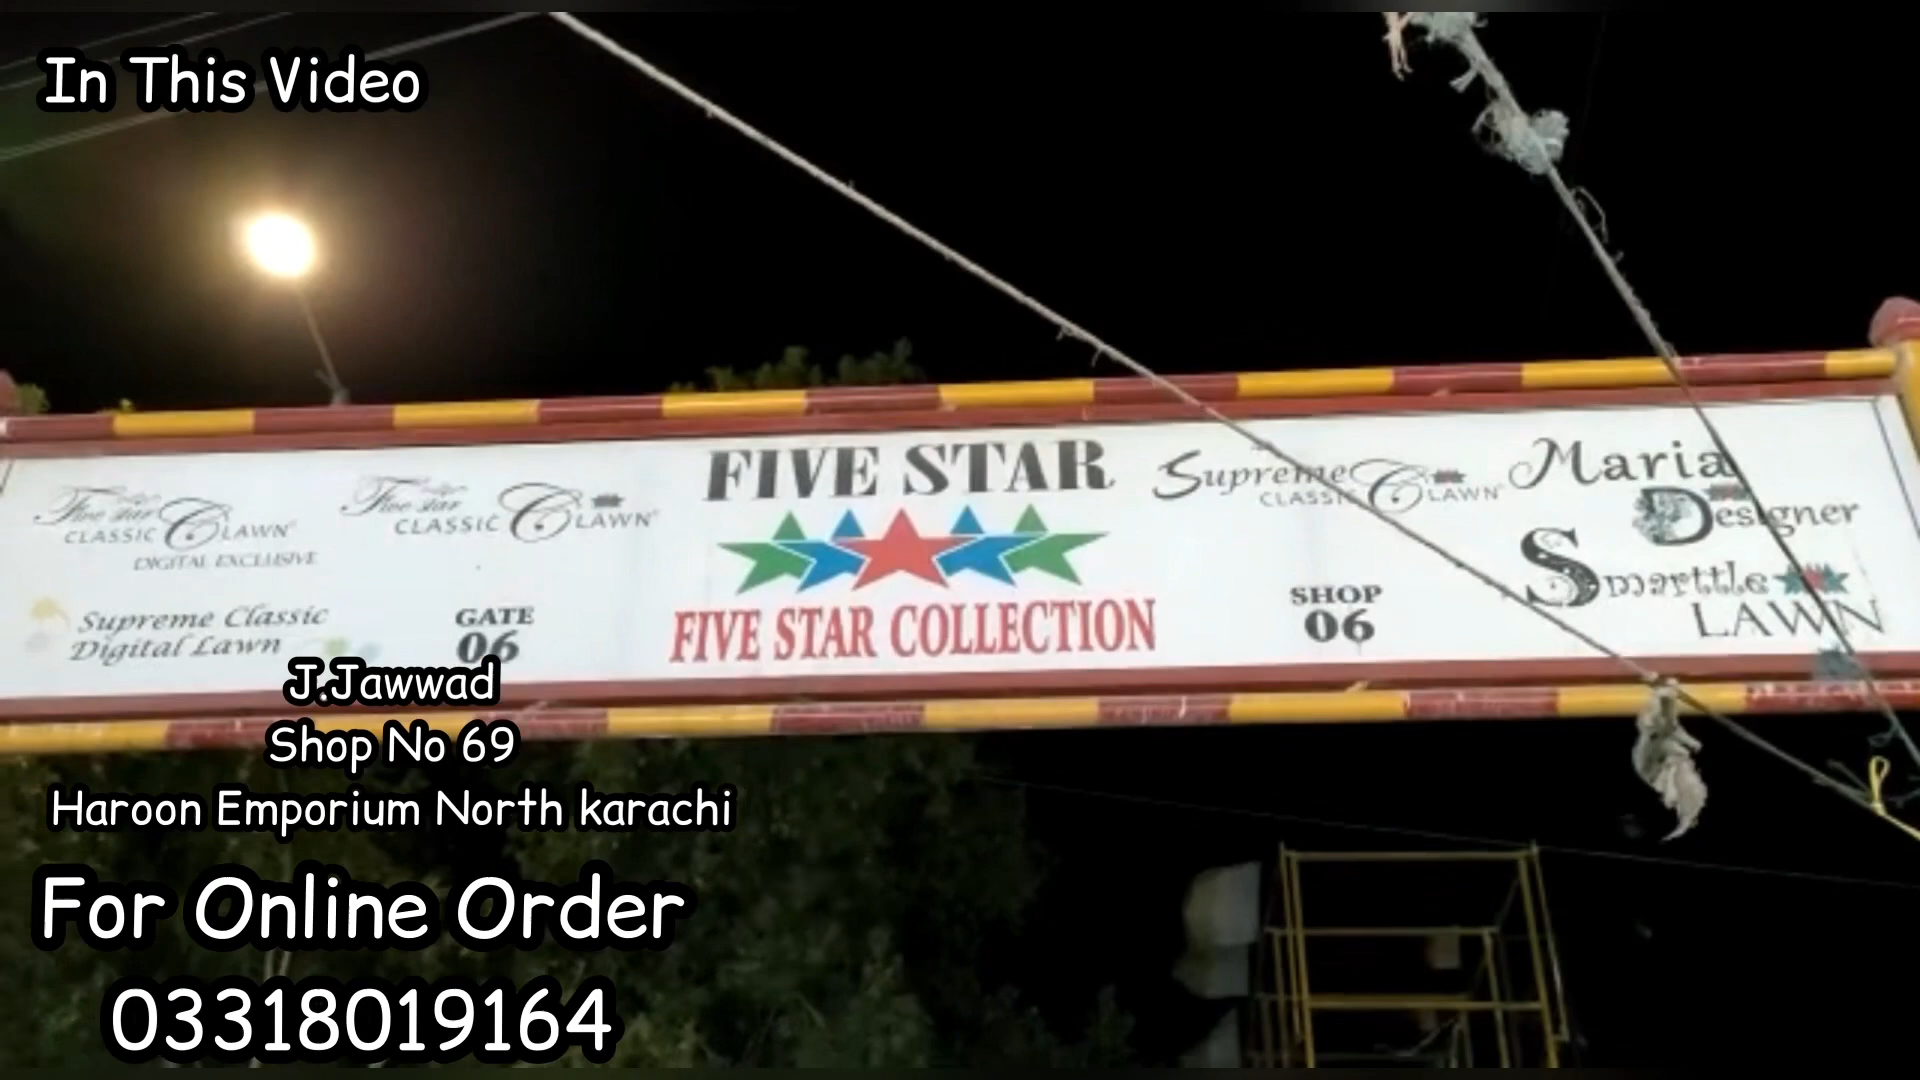 In This Video
Five star
CLASSIC LAWN
DIGITAL EXCLUSIVE
Supreme Classic
Digital Lawn
Five star
CLASSIC LAWN
GATE
06
FIVE STAR
FIVE STAR COLLECTION
Supreme
CLASSIC LAWN
SHOP
06
Maria
Designer
Smarttle
LAWN
J.Jawwad
Shop No 69
Haroon Emporium North karachi
For Online Order
03318019164